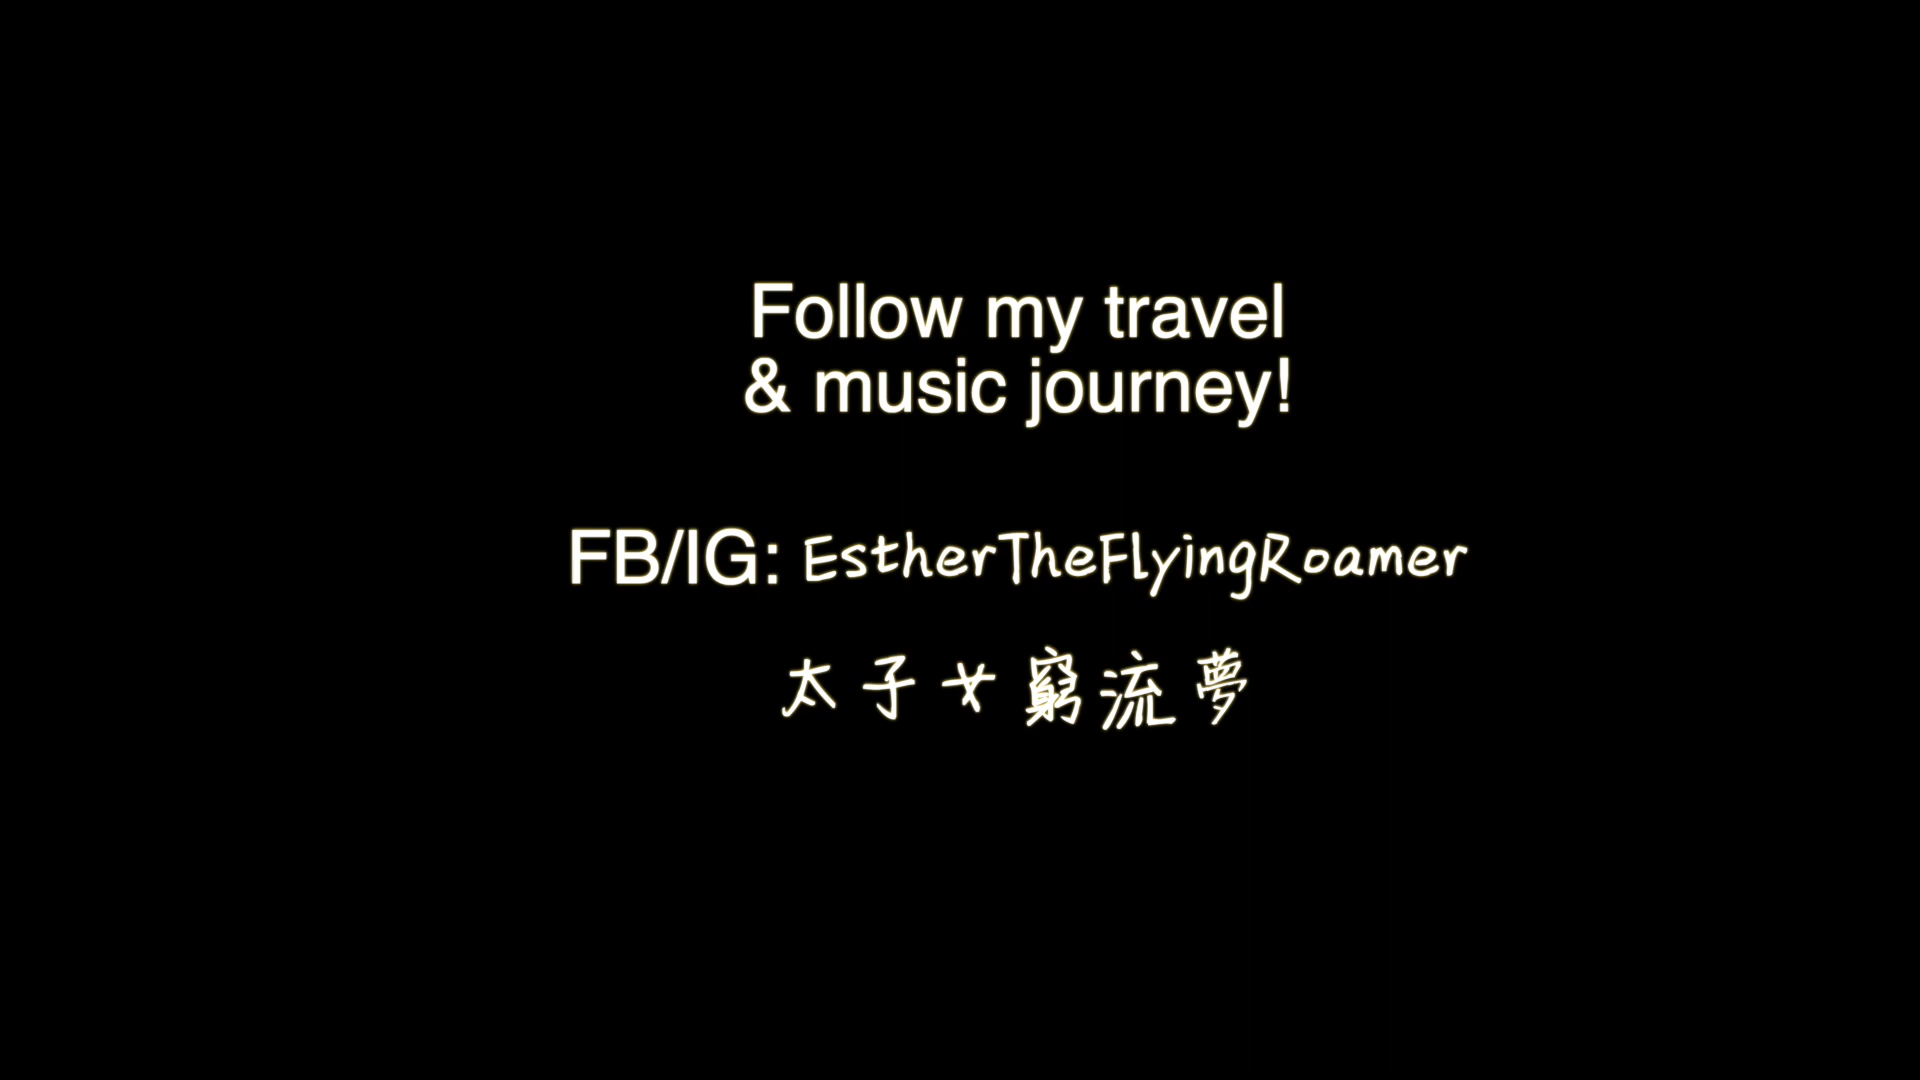 Follow my travel
& music journey!
FB/IG: EstherTheFlyingRoamer
太子女窮流夢